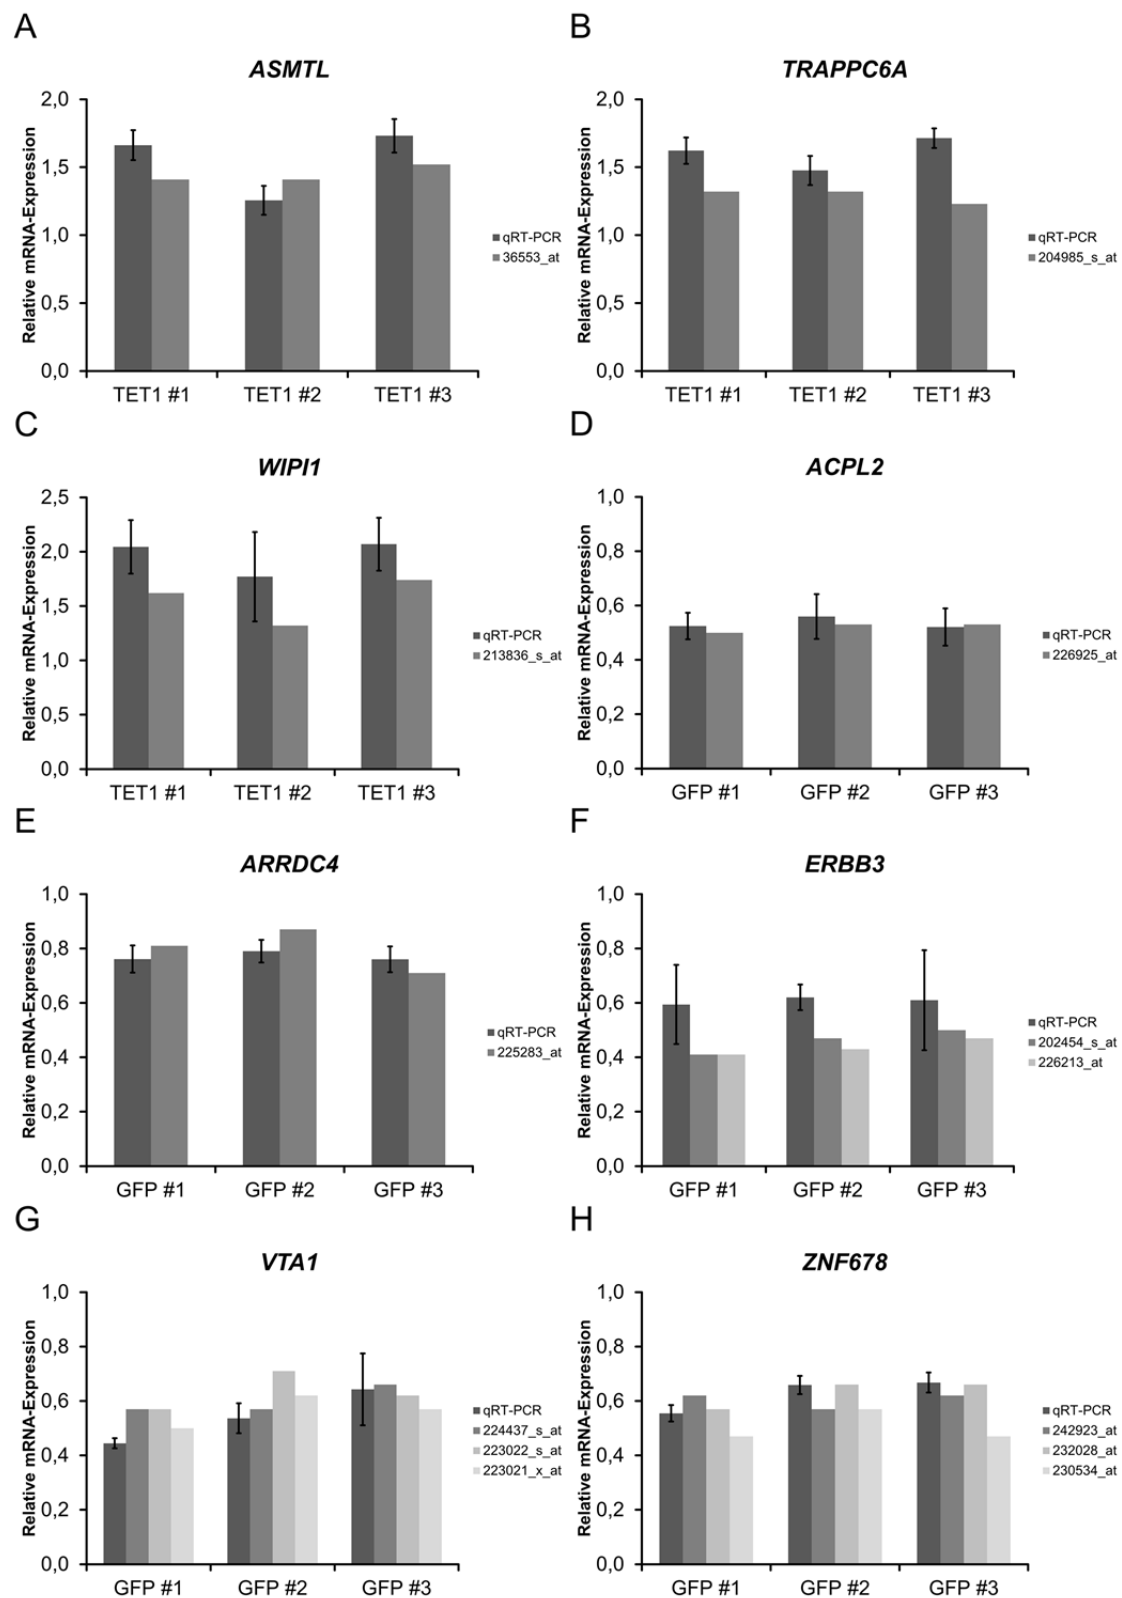 A
ASMTL
Relative mRNA-Expression
2,0
1,5
1,0
0,5
0,0
TET1 #1
TET1 #2
TET1 #3
qRT-PCR
36553_at
B
TRAPPC6A
Relative mRNA-Expression
2,0
1,5
1,0
0,5
0,0
TET1 #1
TET1 #2
TET1 #3
qRT-PCR
204985_s_at
C
WIPI1
Relative mRNA-Expression
2,5
2,0
1,5
1,0
0,5
0,0
TET1 #1
TET1 #2
TET1 #3
qRT-PCR
213836_s_at
D
ACPL2
Relative mRNA-Expression
1,0
0,8
0,6
0,4
0,2
0,0
GFP #1
GFP #2
GFP #3
qRT-PCR
226925_at
E
ARRDC4
Relative mRNA-Expression
1,0
0,8
0,6
0,4
0,2
0,0
GFP #1
GFP #2
GFP #3
qRT-PCR
225283_at
F
ERBB3
Relative mRNA-Expression
1,0
0,8
0,6
0,4
0,2
0,0
GFP #1
GFP #2
GFP #3
qRT-PCR
202454_s_at
226213_at
G
VTA1
Relative mRNA-Expression
1,0
0,8
0,6
0,4
0,2
0,0
GFP #1
GFP #2
GFP #3
qRT-PCR
224437_s_at
223022_s_at
223021_x_at
H
ZNF678
Relative mRNA-Expression
1,0
0,8
0,6
0,4
0,2
0,0
GFP #1
GFP #2
GFP #3
qRT-PCR
242923_at
232028_at
230534_at